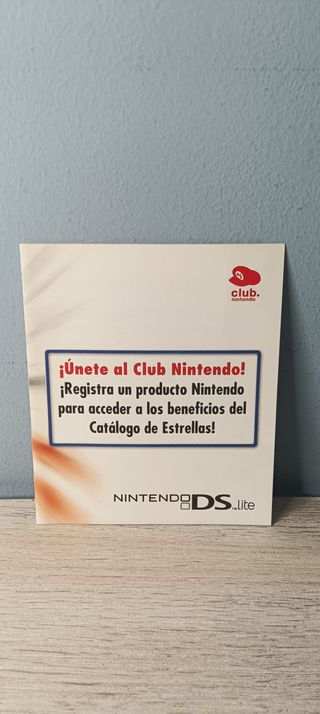 club.
nintendo
¡Únete al Club Nintendo!
¡Registra un producto Nintendo
para acceder a los beneficios del
Catálogo de Estrellas!
NINTENDO DS™ lite